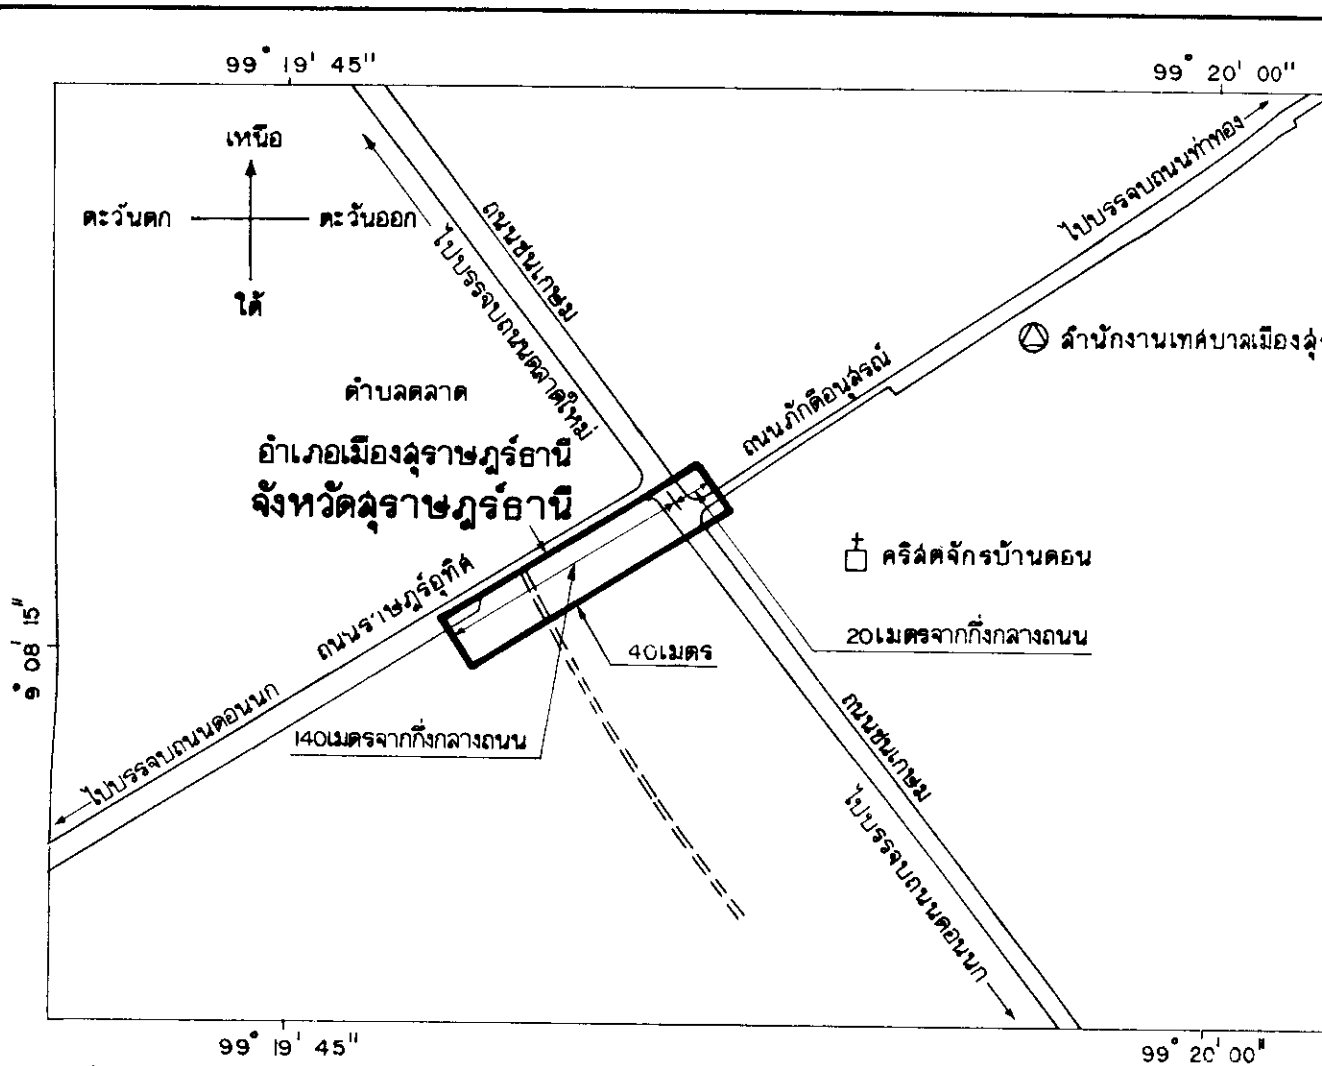 99° 19' 45"
99° 20' 00"
เหนือ
ตะวันตก
ตะวันออก
ใต้
ถนนชนเกษม
ไปบรรจบถนนตลาดใหม่
ไปบรรจบถนนท่าทอง
สำนักงานเทศบาลเมือง
ถนนภักดีอนุสรณ์
ตำบลตลาด
อำเภอเมืองสุราษฎร์ธานี
จังหวัดสุราษฎร์ธานี
คริสตจักรบ้านดอน
ถนนราษฎร์อุทิศ
9° 08' 15"
20เมตรจากกึ่งกลางถนน
40เมตร
140เมตรจากกึ่งกลางถนน
ไปบรรจบถนนดอนนก
ถนนชนเกษม
ไปบรรจบถนนดอนนก
99° 19' 45"
99° 20' 00"